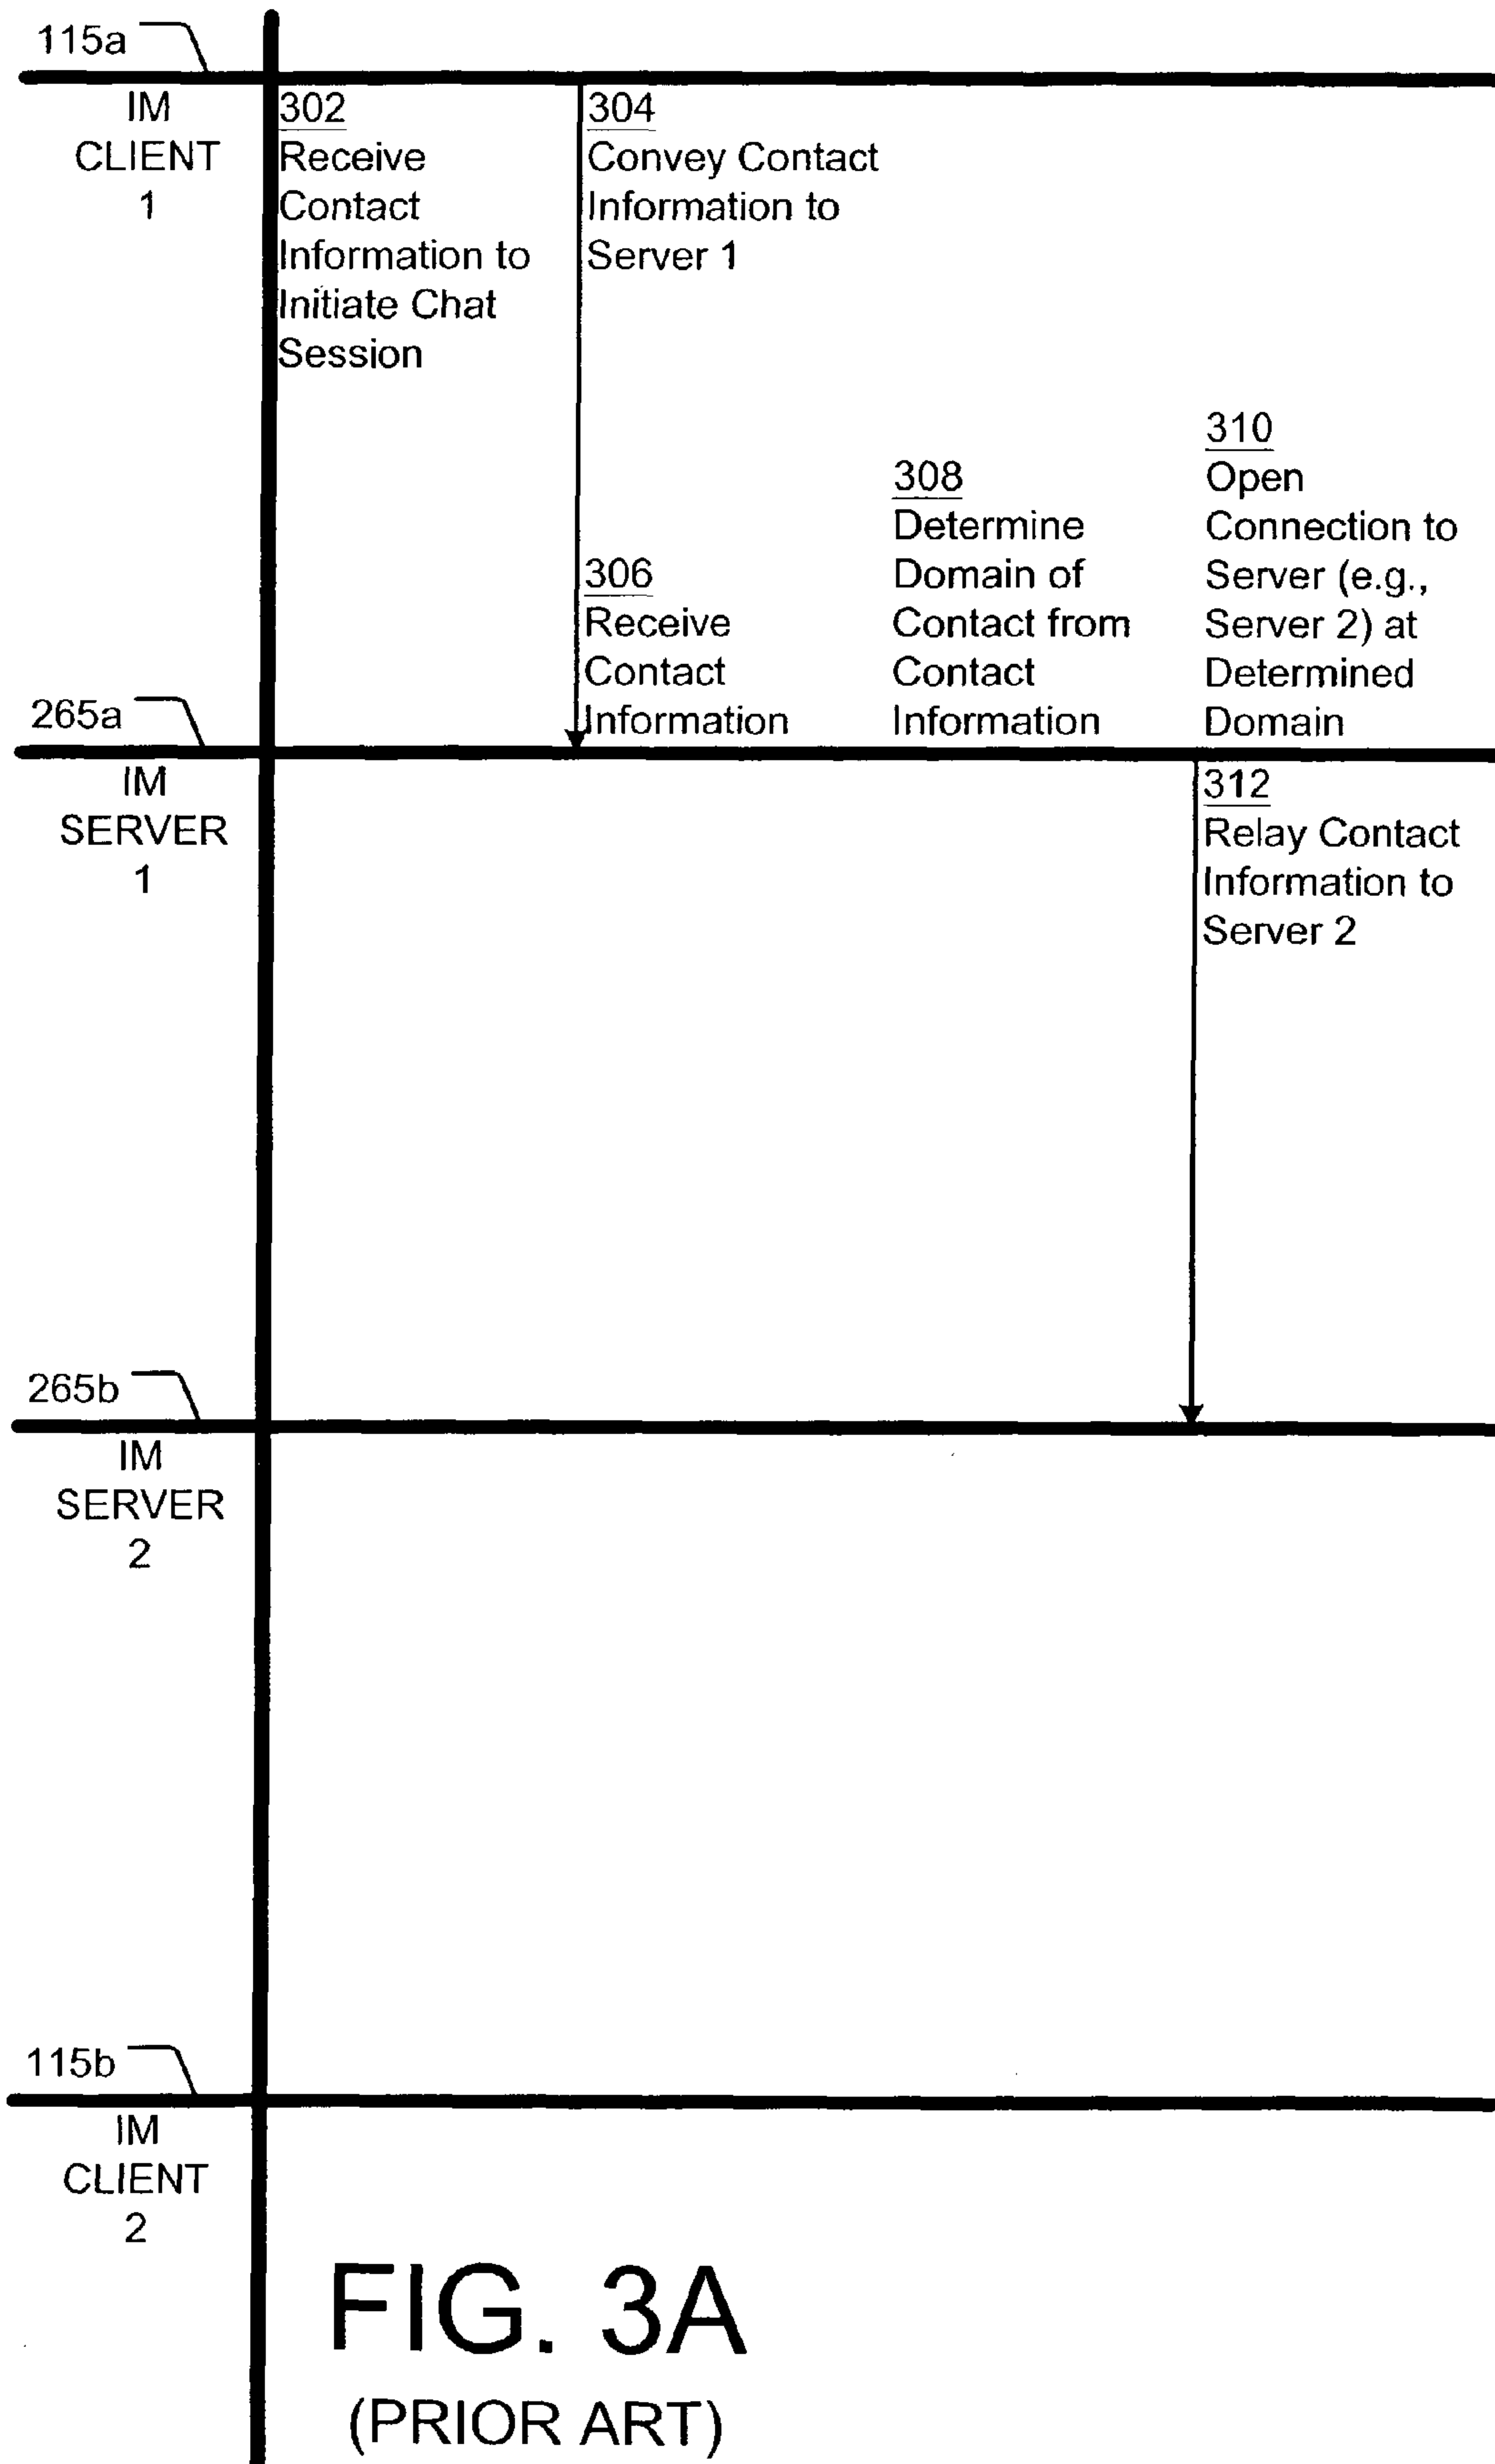 115a
IM
CLIENT
1
302
Receive
Contact
Information to
Initiate Chat
Session
304
Convey Contact
Information to
Server 1
306
Receive
Contact
Information
308
Determine
Domain of
Contact from
Contact
Information
310
Open
Connection to
Server (e.g.,
Server 2) at
Determined
Domain
265a
IM
SERVER
1
312
Relay Contact
Information to
Server 2
265b
IM
SERVER
2
115b
IM
CLIENT
2
FIG. 3A
(PRIOR ART)